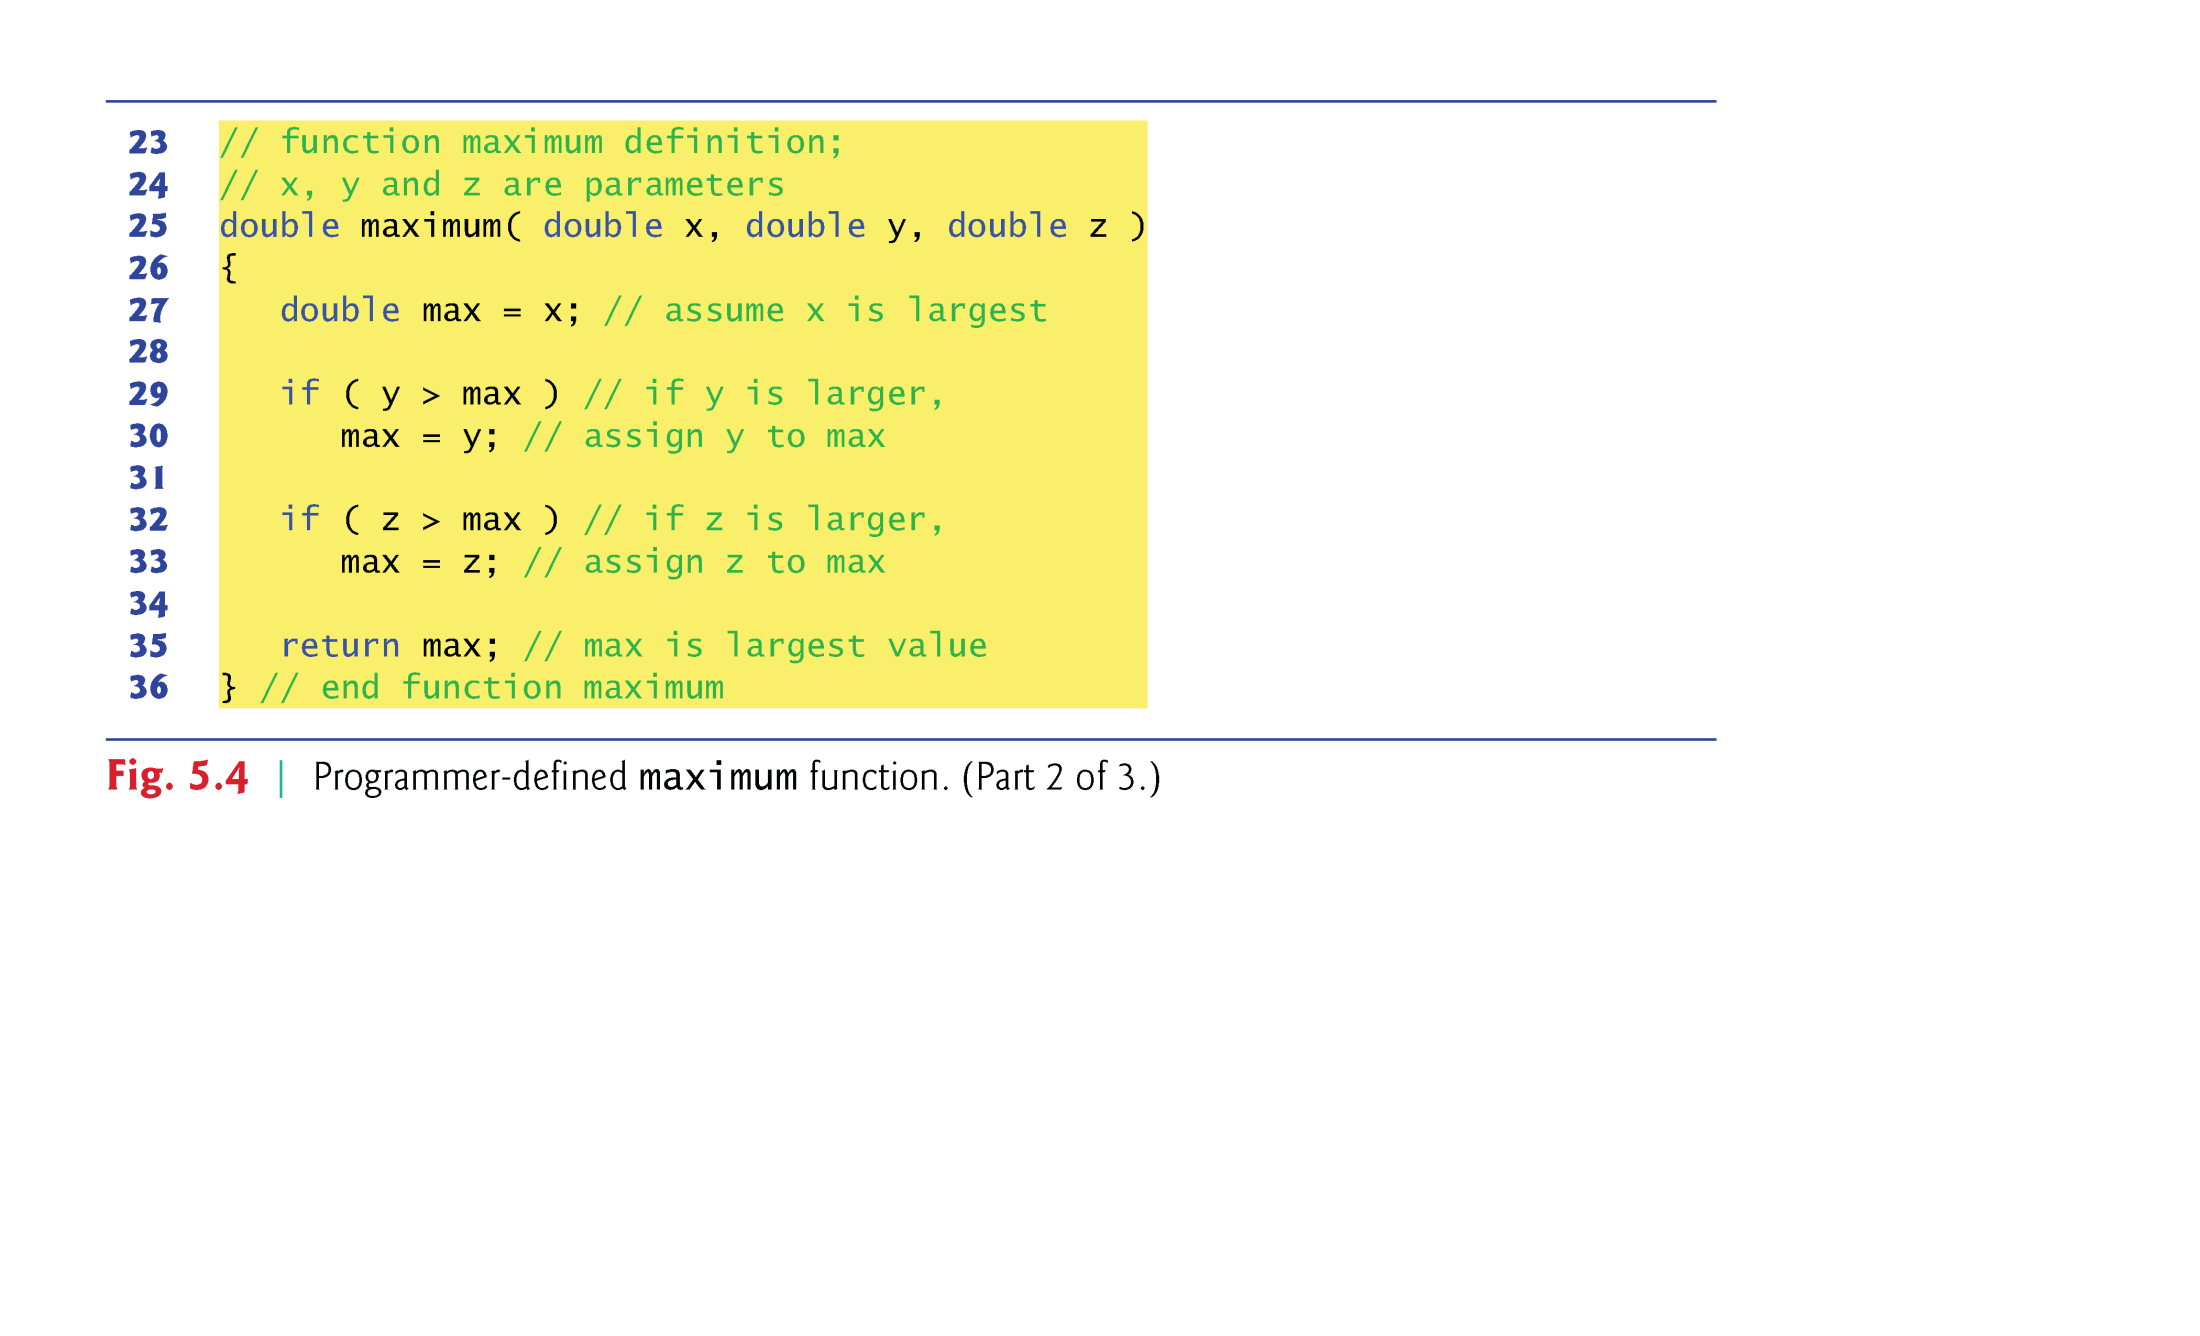 23 // function maximum definition;
24 // x, y and z are parameters
25 double maximum( double x, double y, double z )
26 {
27    double max = x; // assume x is largest
28
29    if ( y > max ) // if y is larger,
30       max = y; // assign y to max
31
32    if ( z > max ) // if z is larger,
33       max = z; // assign z to max
34
35    return max; // max is largest value
36 } // end function maximum
Fig. 5.4 | Programmer-defined maximum function. (Part 2 of 3.)